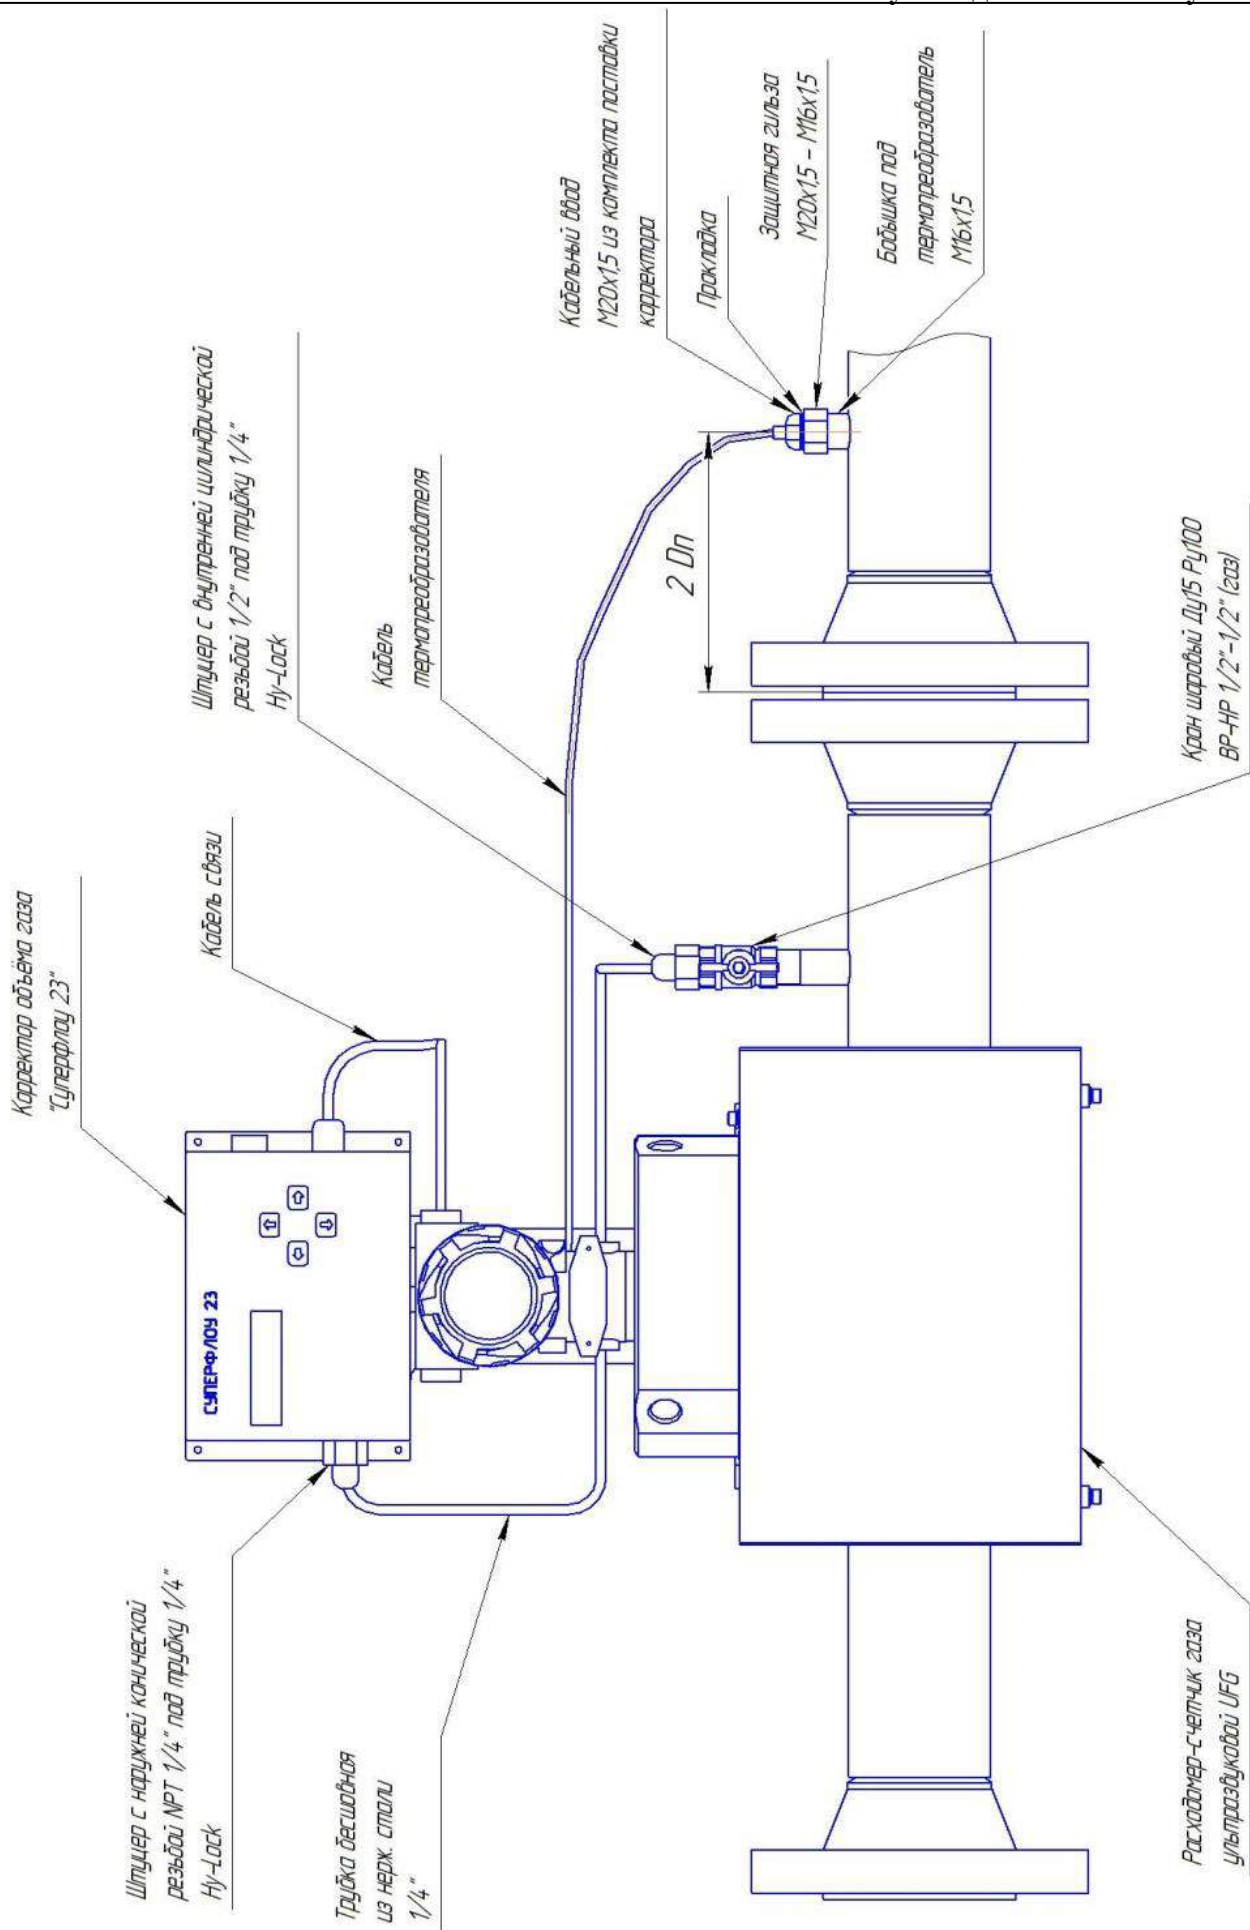 Корректор объёма газа
"Суперфлоу 23"
Кабель связи
Штуцер с внутренней цилиндрической
резьбой 1/2" под трубку 1/4"
Hy-Lock
Кабель
термопреобразователя
Кабельный ввод
М20х1,5 из комплекта поставки
корректора
Прокладка
Защитная гильза
М20х1,5 - М16х1,5
Бобышка под
термопреобразователь
М16х1,5
2 Dn
СУПЕРФЛОУ 23
Штуцер с наружней конической
резьбой NPT 1/4" под трубку 1/4"
Hy-Lock
Трубка бесшовная
из нерж. стали
1/4"
Расходомер-счетчик газа
ультразвуковой UFG
Кран шаровый Ду15 Ру100
ВР-НР 1/2"-1/2" (газ)